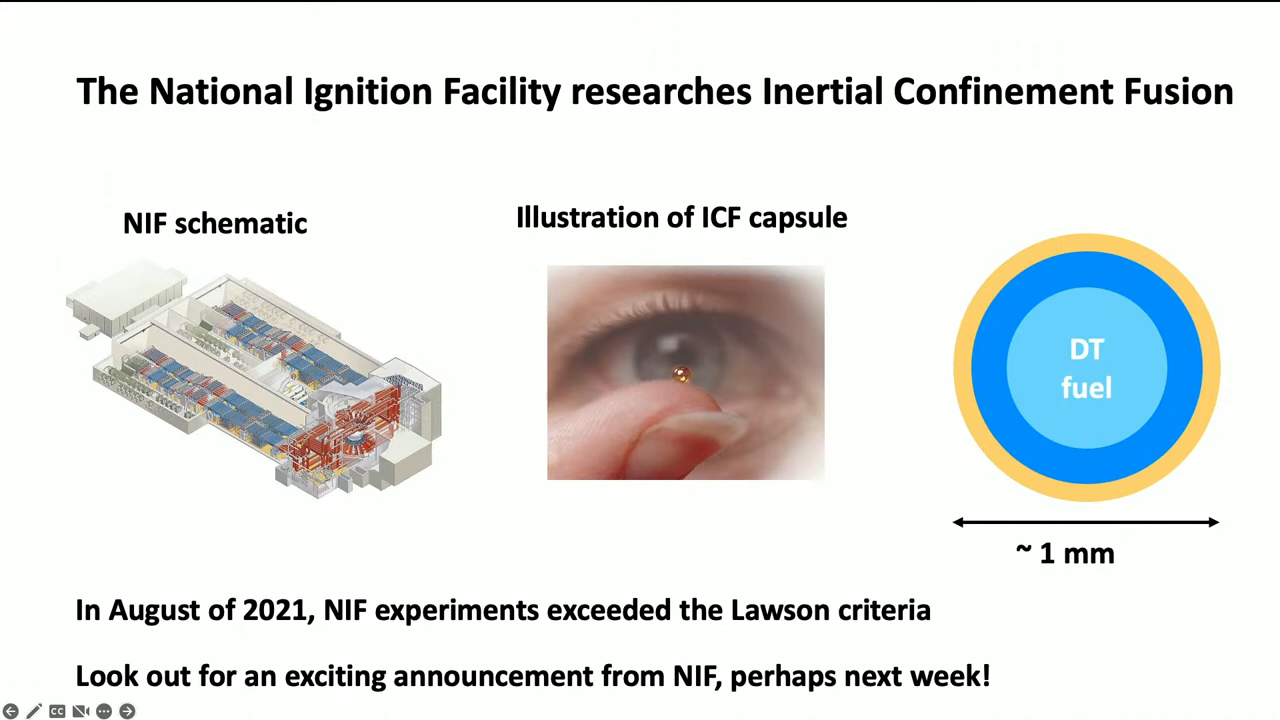 The National Ignition Facility researches Inertial Confinement Fusion
NIF schematic
Illustration of ICF capsule
DT
fuel
~ 1 mm
In August of 2021, NIF experiments exceeded the Lawson criteria
Look out for an exciting announcement from NIF, perhaps next week!
CC